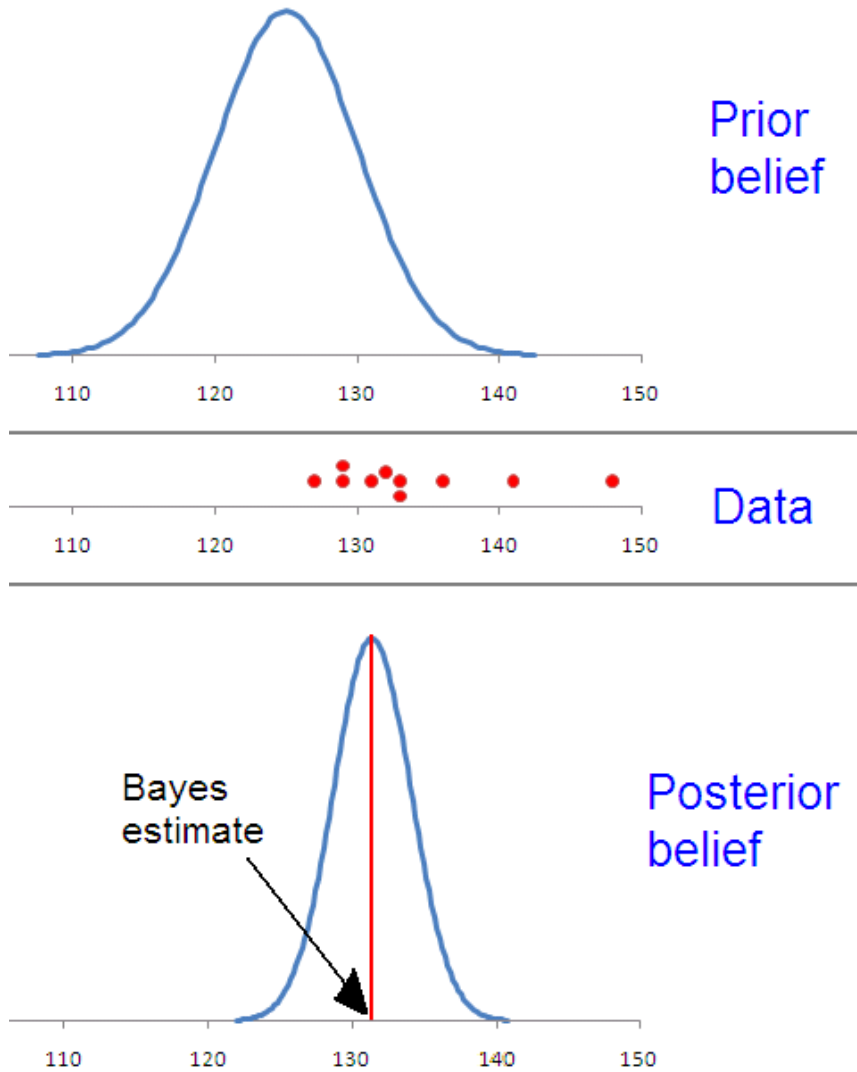 Prior
belief
110 120 130 140 150
Data
110 120 130 140 150
Bayes
estimate
Posterior
belief
110 120 130 140 150